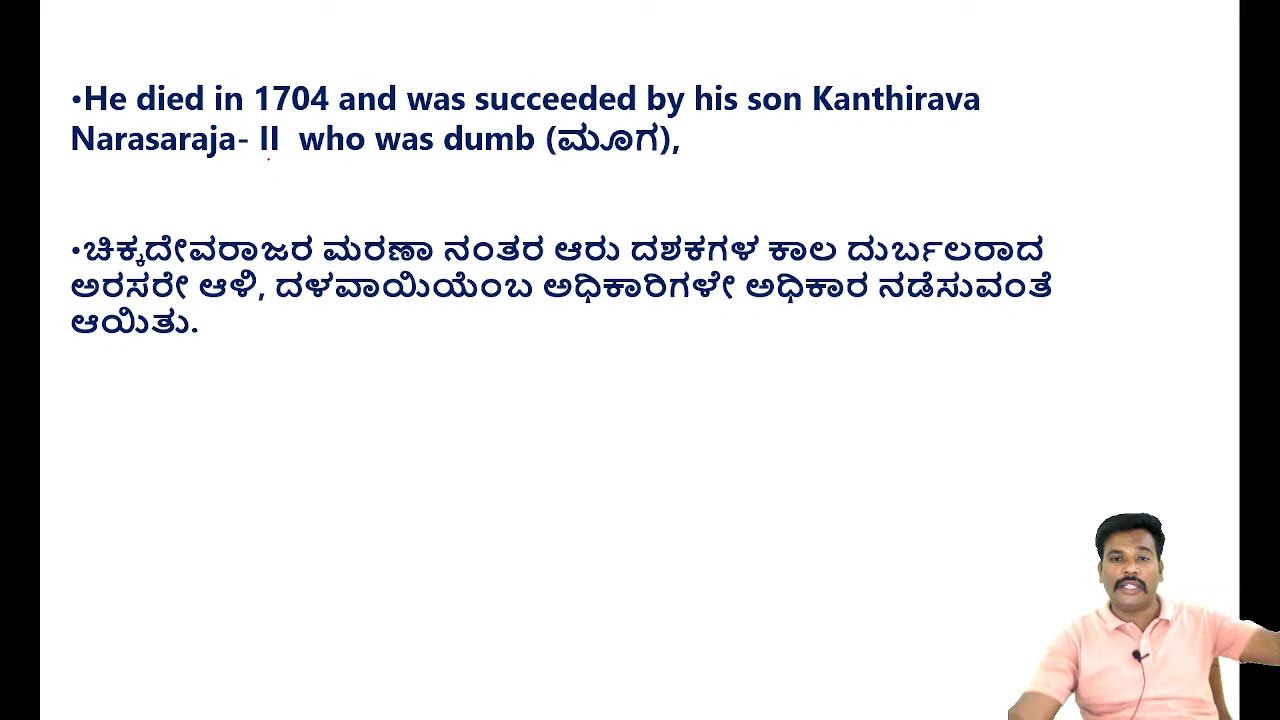 •He died in 1704 and was succeeded by his son Kanthirava
Narasaraja- II  who was dumb (ಮೂಗ),
•ಚಿಕ್ಕದೇವರಾಜರ ಮರಣಾ ನಂತರ ಆರು ದಶಕಗಳ ಕಾಲ ದುರ್ಬಲರಾದ
ಅರಸರೇ ಆಳಿ, ದಳವಾಯಿಯೆಂಬ ಅಧಿಕಾರಿಗಳೇ ಅಧಿಕಾರ ನಡೆಸುವಂತೆ
ಆಯಿತು.